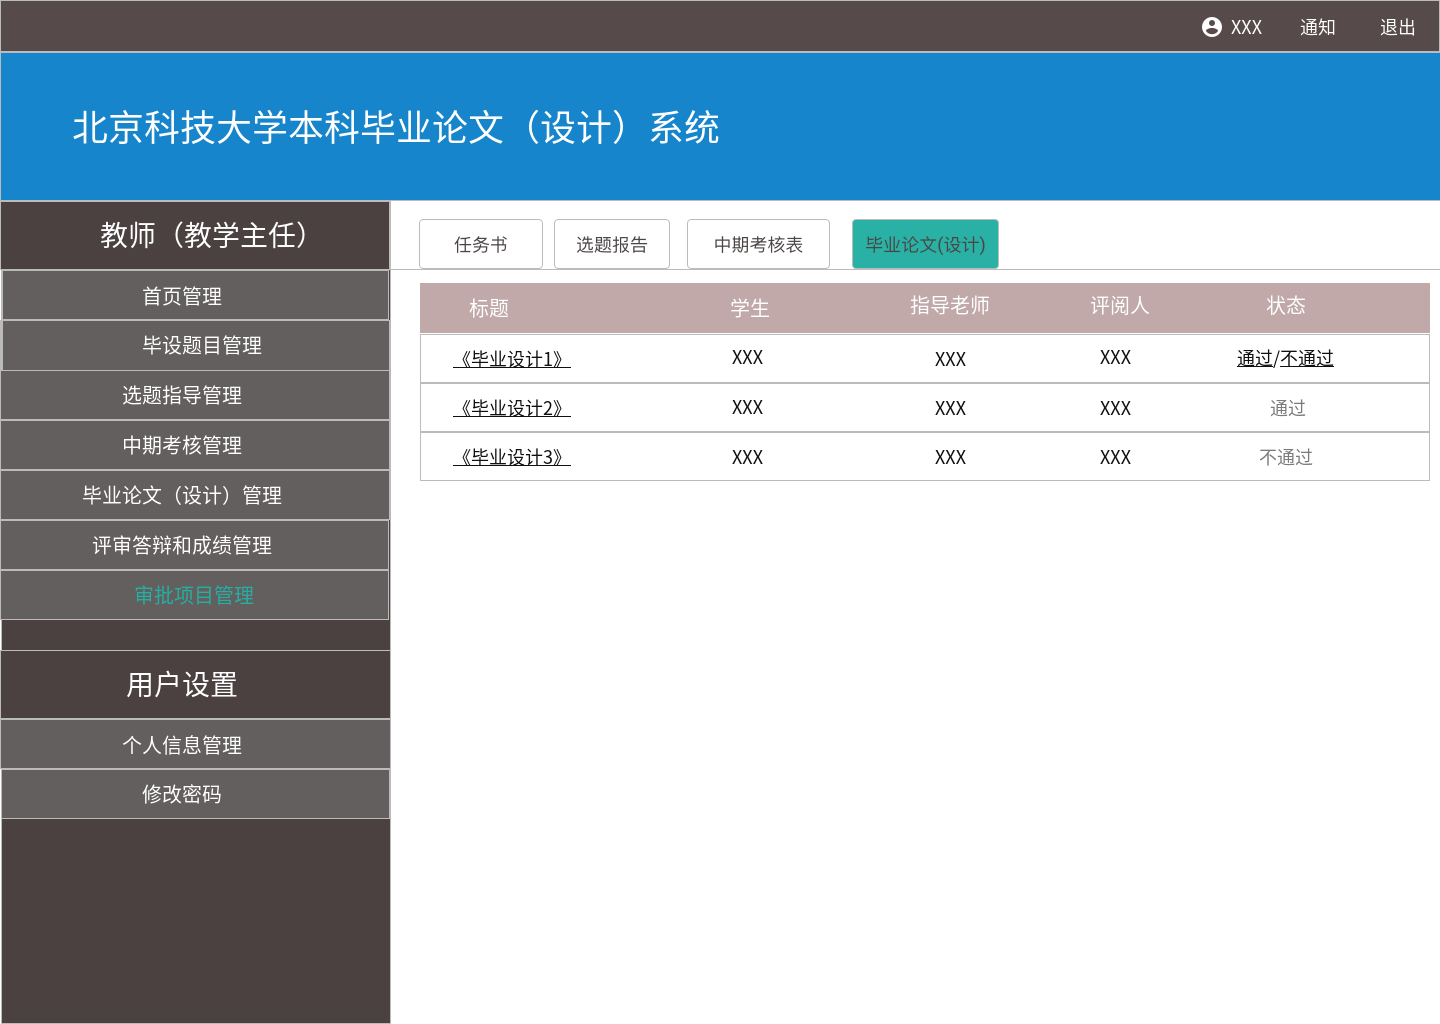 XXX 通知 退出
北京科技大学本科毕业论文（设计）系统
教师（教学主任）
首页管理
毕设题目管理
选题指导管理
中期考核管理
毕业论文（设计）管理
评审答辩和成绩管理
审批项目管理
用户设置
个人信息管理
修改密码
任务书 选题报告 中期考核表 毕业论文(设计)
标题 学生 指导老师 评阅人 状态
《毕业设计1》 XXX XXX XXX 通过/不通过
《毕业设计2》 XXX XXX XXX 通过
《毕业设计3》 XXX XXX XXX 不通过